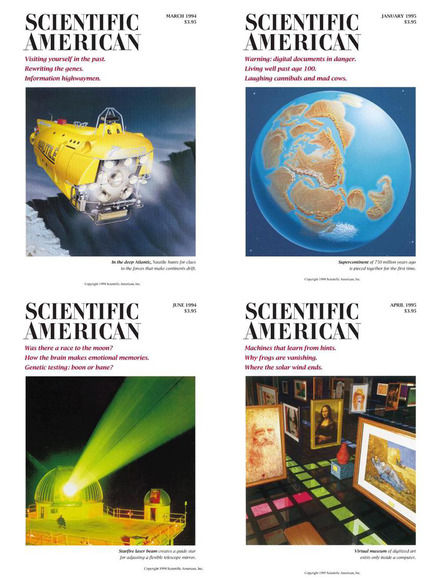 SCIENTIFIC
AMERICAN
MARCH 1994
$3.95
Visiting yourself in the past.
Rewriting the genes.
Information highwaymen.
In the deep Atlantic, Nautile hunts for clues
to the forces that make continents drift.
Copyright 1994 Scientific American, Inc.
SCIENTIFIC
AMERICAN
JANUARY 1995
$3.95
Warning: digital documents in danger.
Living well past age 100.
Laughing cannibals and mad cows.
Supercontinent of 750 million years ago
is pieced together for the first time.
Copyright 1994 Scientific American, Inc.
SCIENTIFIC
AMERICAN
JUNE 1994
$3.95
Was there a race to the moon?
How the brain makes emotional memories.
Genetic testing: boon or bane?
Starfire laser beam creates a guide star
for adjusting a flexible telescope mirror.
Copyright 1994 Scientific American, Inc.
SCIENTIFIC
AMERICAN
APRIL 1995
$3.95
Machines that learn from hints.
Why frogs are vanishing.
Where the solar wind ends.
Virtual museum of digitized art
exists only inside a computer.
Copyright 1995 Scientific American, Inc.